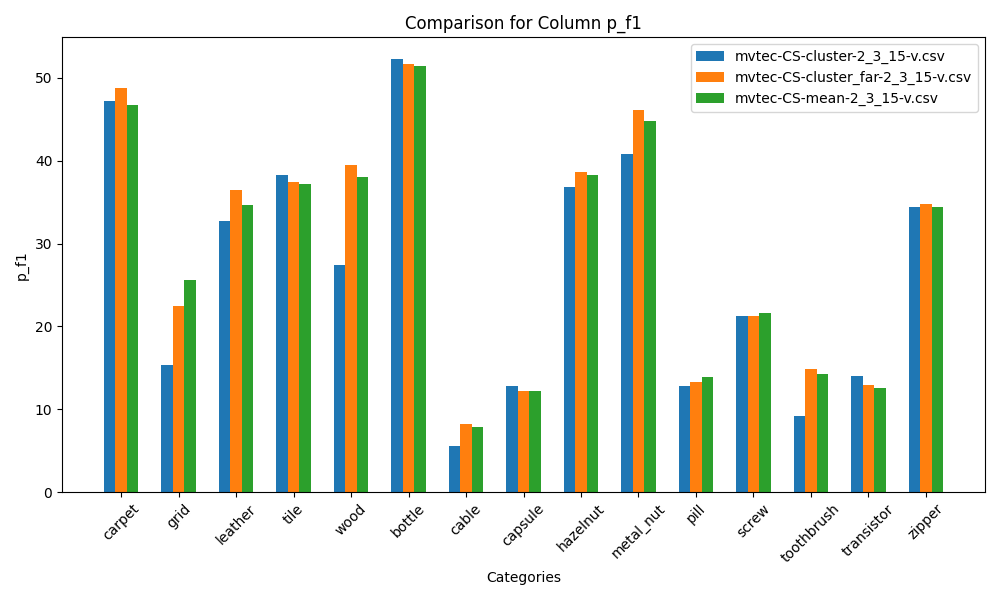 Comparison for Column p_f1
mvtec-CS-cluster-2_3_15-v.csv
mvtec-CS-cluster_far-2_3_15-v.csv
mvtec-CS-mean-2_3_15-v.csv
p_f1
50
40
30
20
10
0
carpet
grid
leather
tile
wood
bottle
cable
capsule
hazelnut
metal_nut
pill
screw
toothbrush
transistor
zipper
Categories